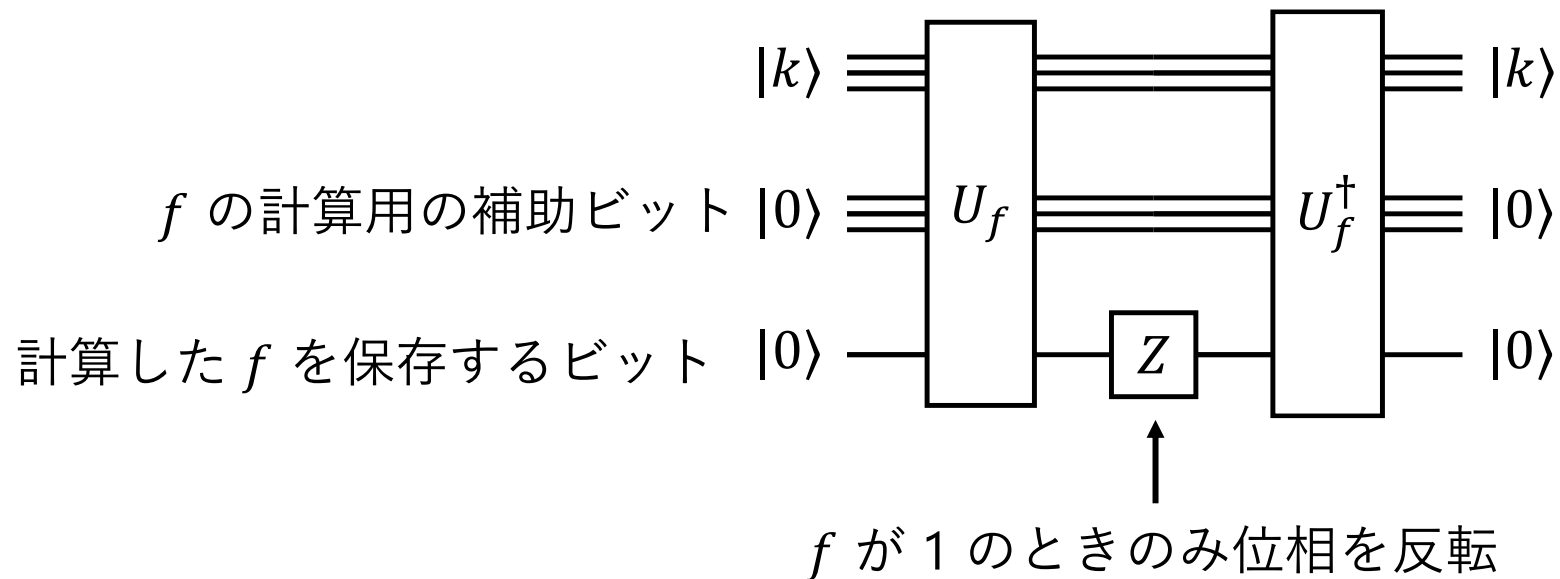 |k⟩ |k⟩
f の計算用の補助ビット |0⟩ U_f U_f^† |0⟩
計算した f を保存するビット |0⟩ Z |0⟩
f が 1 のときのみ位相を反転